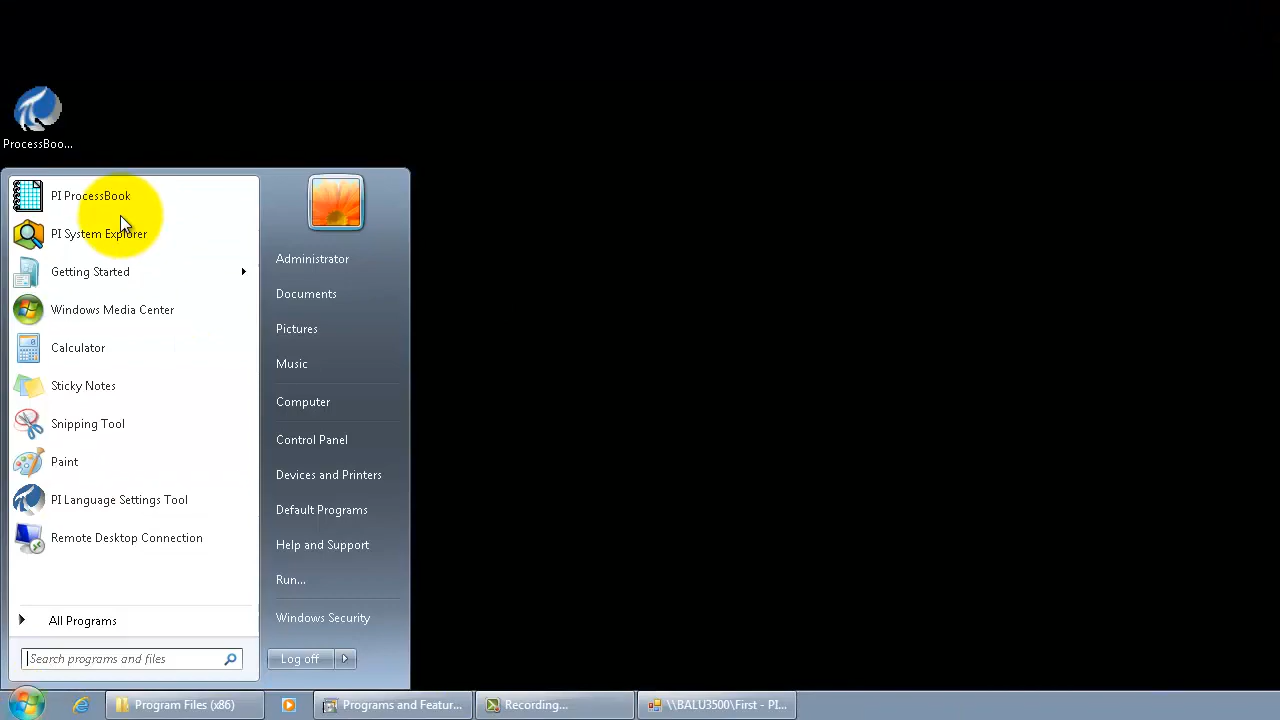 ProcessBoo...
PI ProcessBook
PI System Explorer
Getting Started
Windows Media Center
Calculator
Sticky Notes
Snipping Tool
Paint
PI Language Settings Tool
Remote Desktop Connection
All Programs
Search programs and files
Administrator
Documents
Pictures
Music
Computer
Control Panel
Devices and Printers
Default Programs
Help and Support
Run...
Windows Security
Log off
Program Files (x86)
Programs and Featur...
Recording...
\\BALU3500\First - PI...